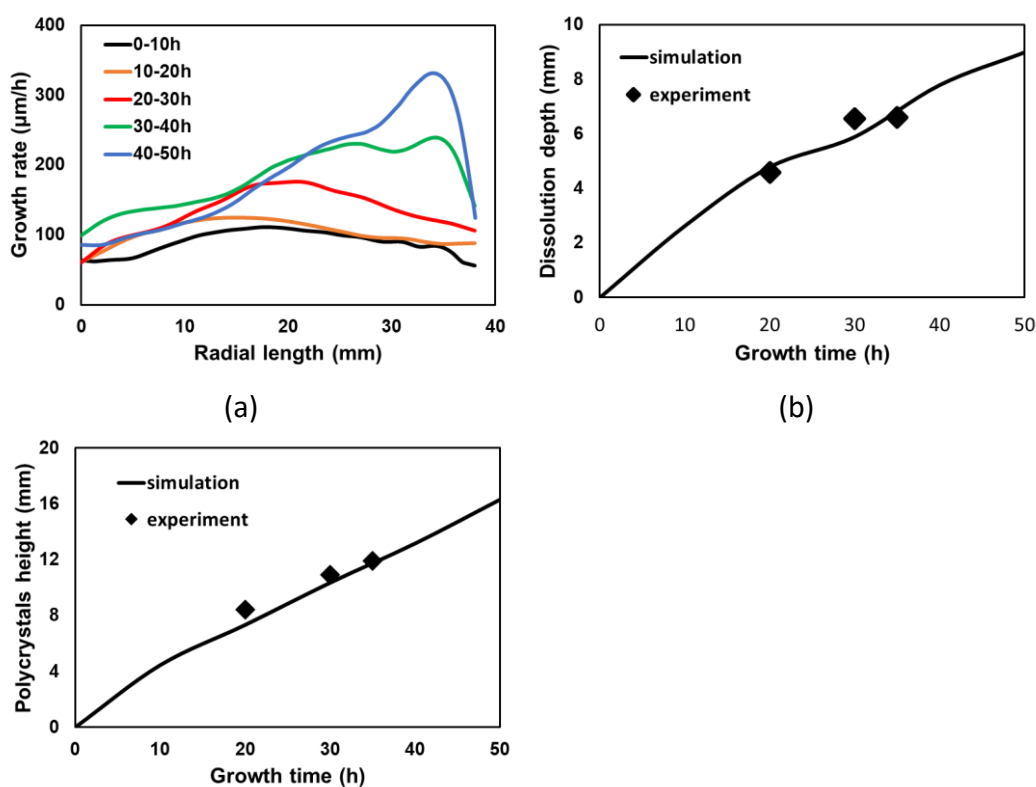 400
300
200
100
0
0-10h
10-20h
20-30h
30-40h
40-50h
Growth rate (μm/h)
0 10 20 30 40
Radial length (mm)
(a)
10
8
6
4
2
0
simulation
experiment
Dissolution depth (mm)
0 10 20 30 40 50
Growth time (h)
(b)
20
16
12
8
4
0
simulation
experiment
Polycrystals height (mm)
0 10 20 30 40 50
Growth time (h)